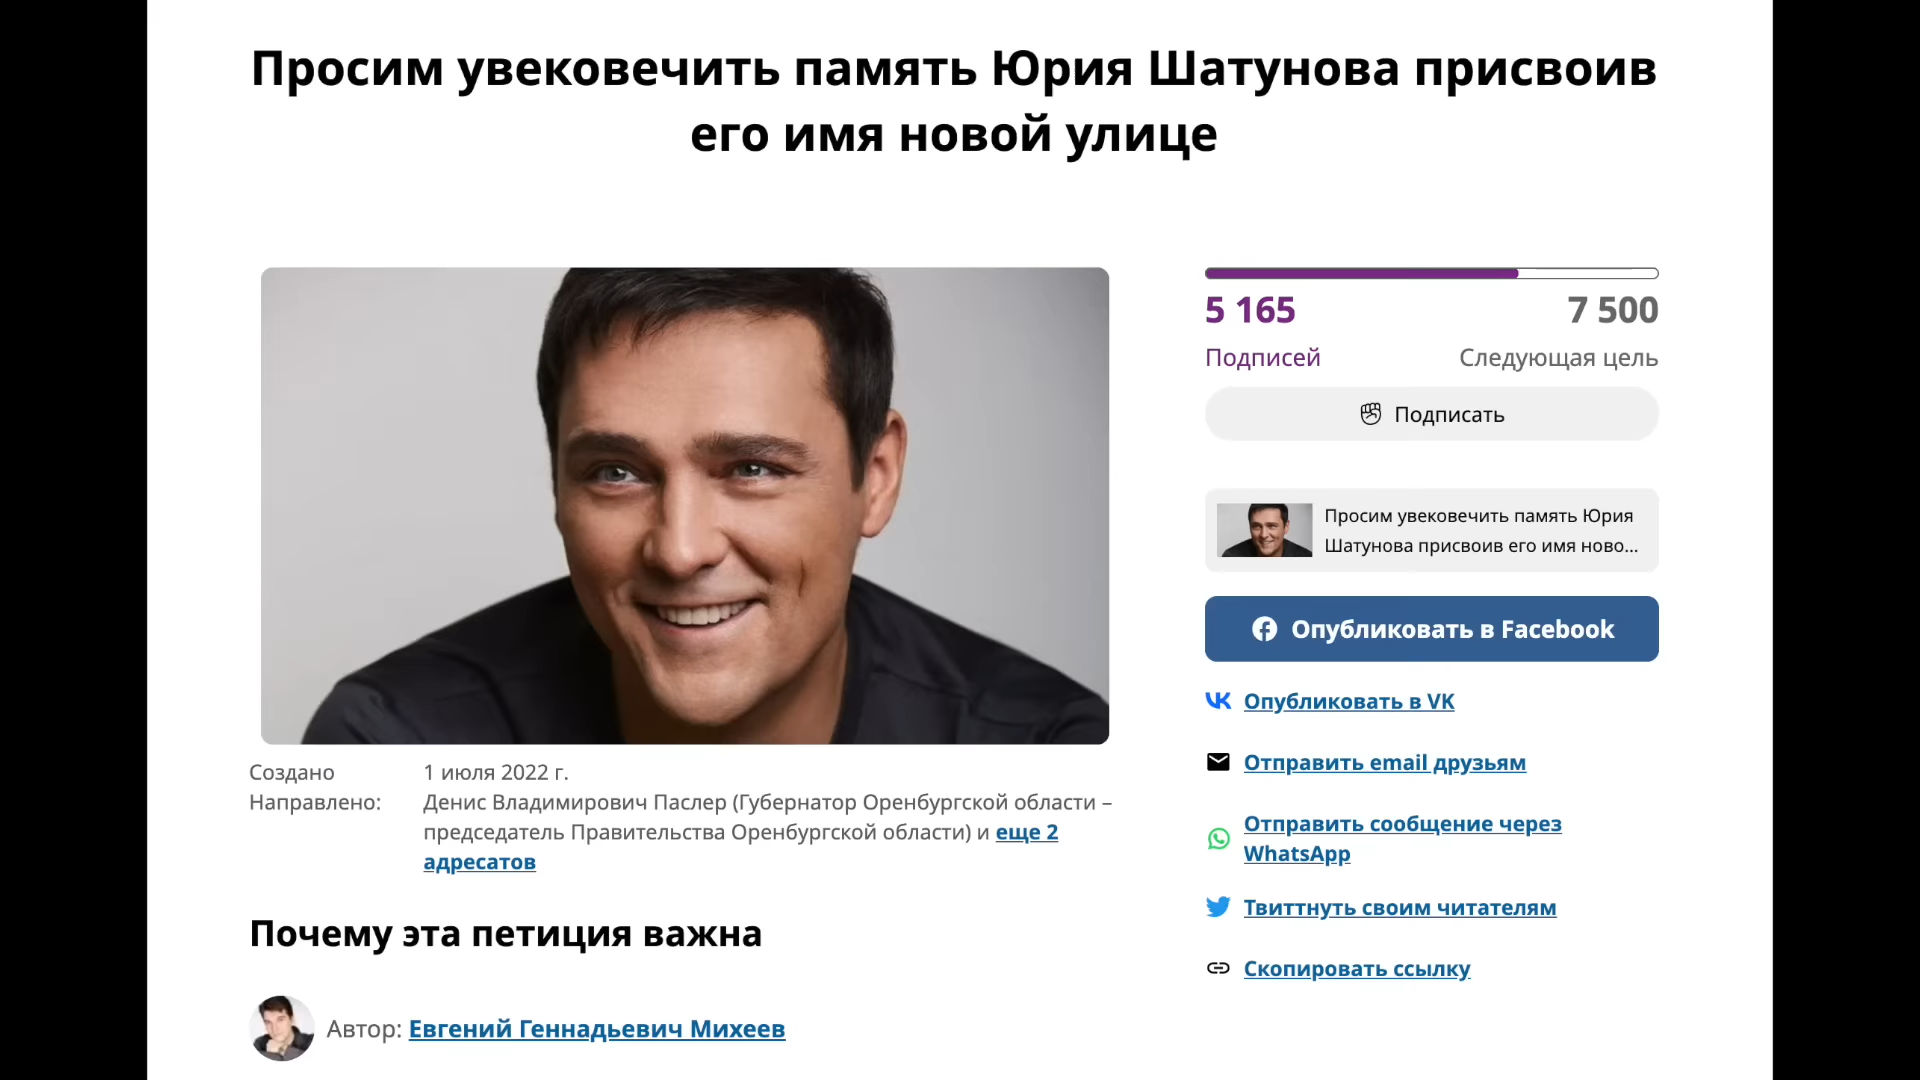 Просим увековечить память Юрия Шатунова присвоив
его имя новой улице
5 165
7 500
Подписей
Следующая цель
Подписать
Просим увековечить память Юрия
Шатунова присвоив его имя ново...
Опубликовать в Facebook
Опубликовать в VK
Отправить email друзьям
Отправить сообщение через
WhatsApp
Твиттнуть своим читателям
Скопировать ссылку
Создано
1 июля 2022 г.
Направлено:
Денис Владимирович Паслер (Губернатор Оренбургской области –
председатель Правительства Оренбургской области) и еще 2
адресатов
Почему эта петиция важна
Автор: Евгений Геннадьевич Михеев